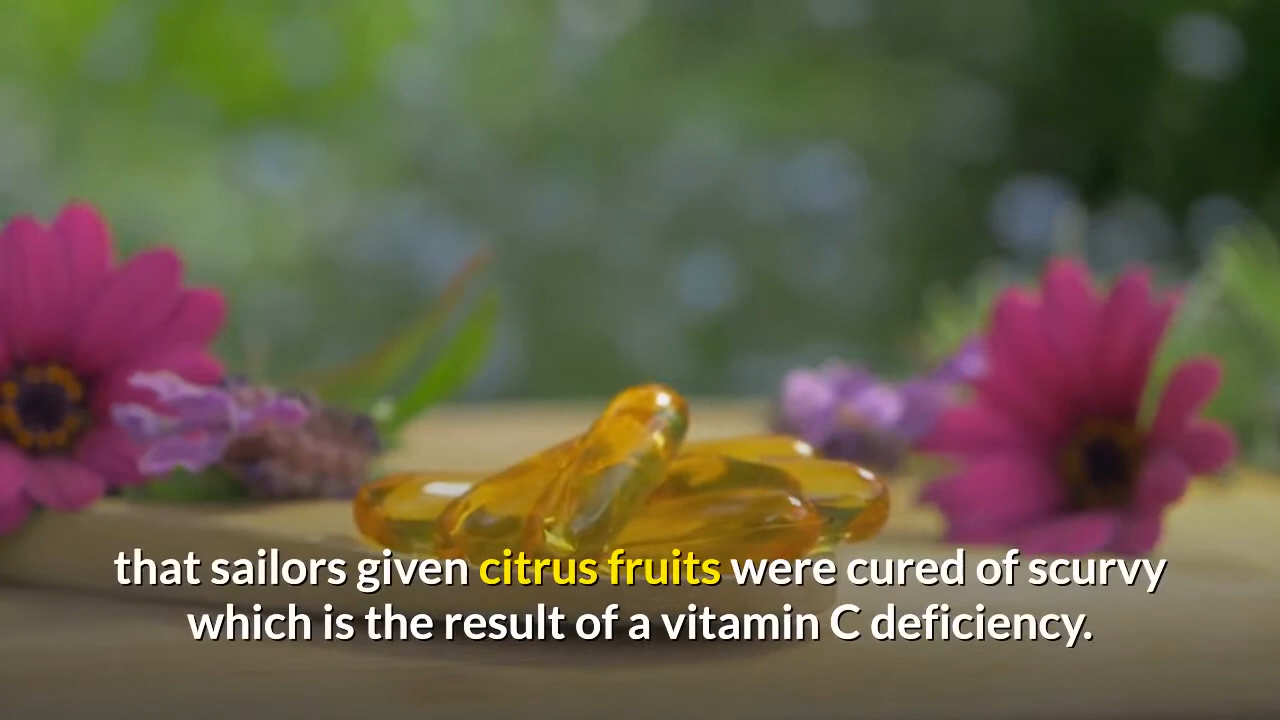 that sailors given citrus fruits were cured of scurvy
which is the result of a vitamin C deficiency.